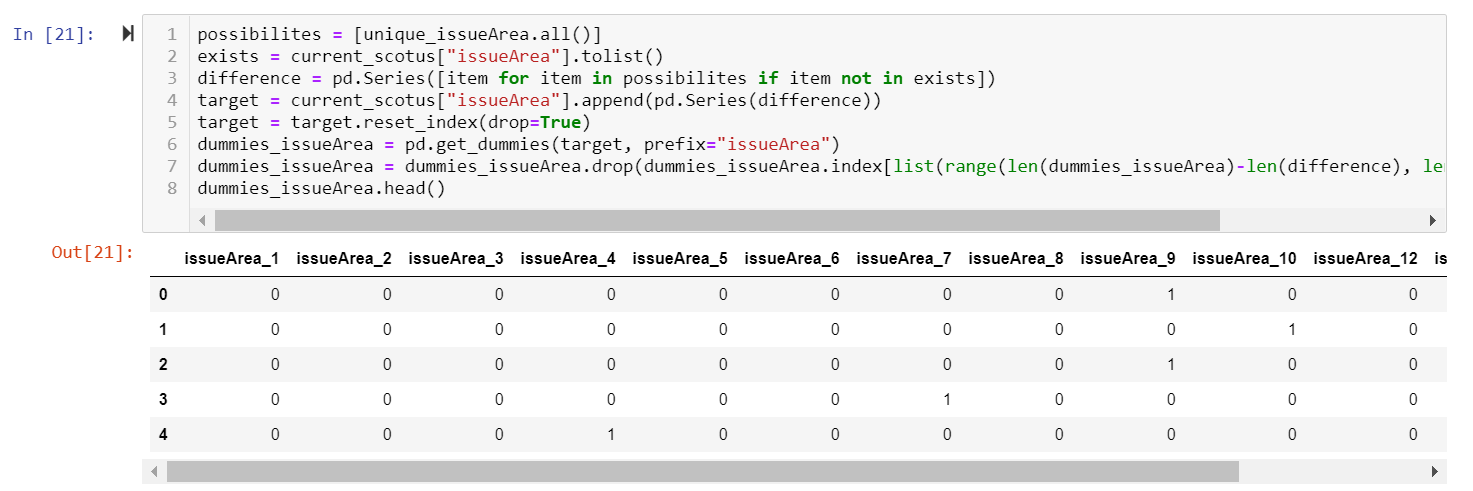 In [21]:
1 possibilites = [unique_issueArea.all()]
2 exists = current_scotus["issueArea"].tolist()
3 difference = pd.Series([item for item in possibilites if item not in exists])
4 target = current_scotus["issueArea"].append(pd.Series(difference))
5 target = target.reset_index(drop=True)
6 dummies_issueArea = pd.get_dummies(target, prefix="issueArea")
7 dummies_issueArea = dummies_issueArea.drop(dummies_issueArea.index[list(range(len(dummies_issueArea)-len(difference),
8 dummies_issueArea.head()
Out[21]:
issueArea_1 issueArea_2 issueArea_3 issueArea_4 issueArea_5 issueArea_6 issueArea_7 issueArea_8 issueArea_9 issueArea_10 issueArea_12
0 0 0 0 0 0 0 0 0 1 0 0
1 0 0 0 0 0 0 0 0 0 1 0
2 0 0 0 0 0 0 0 0 1 0 0
3 0 0 0 0 0 0 1 0 0 0 0
4 0 0 0 1 0 0 0 0 0 0 0